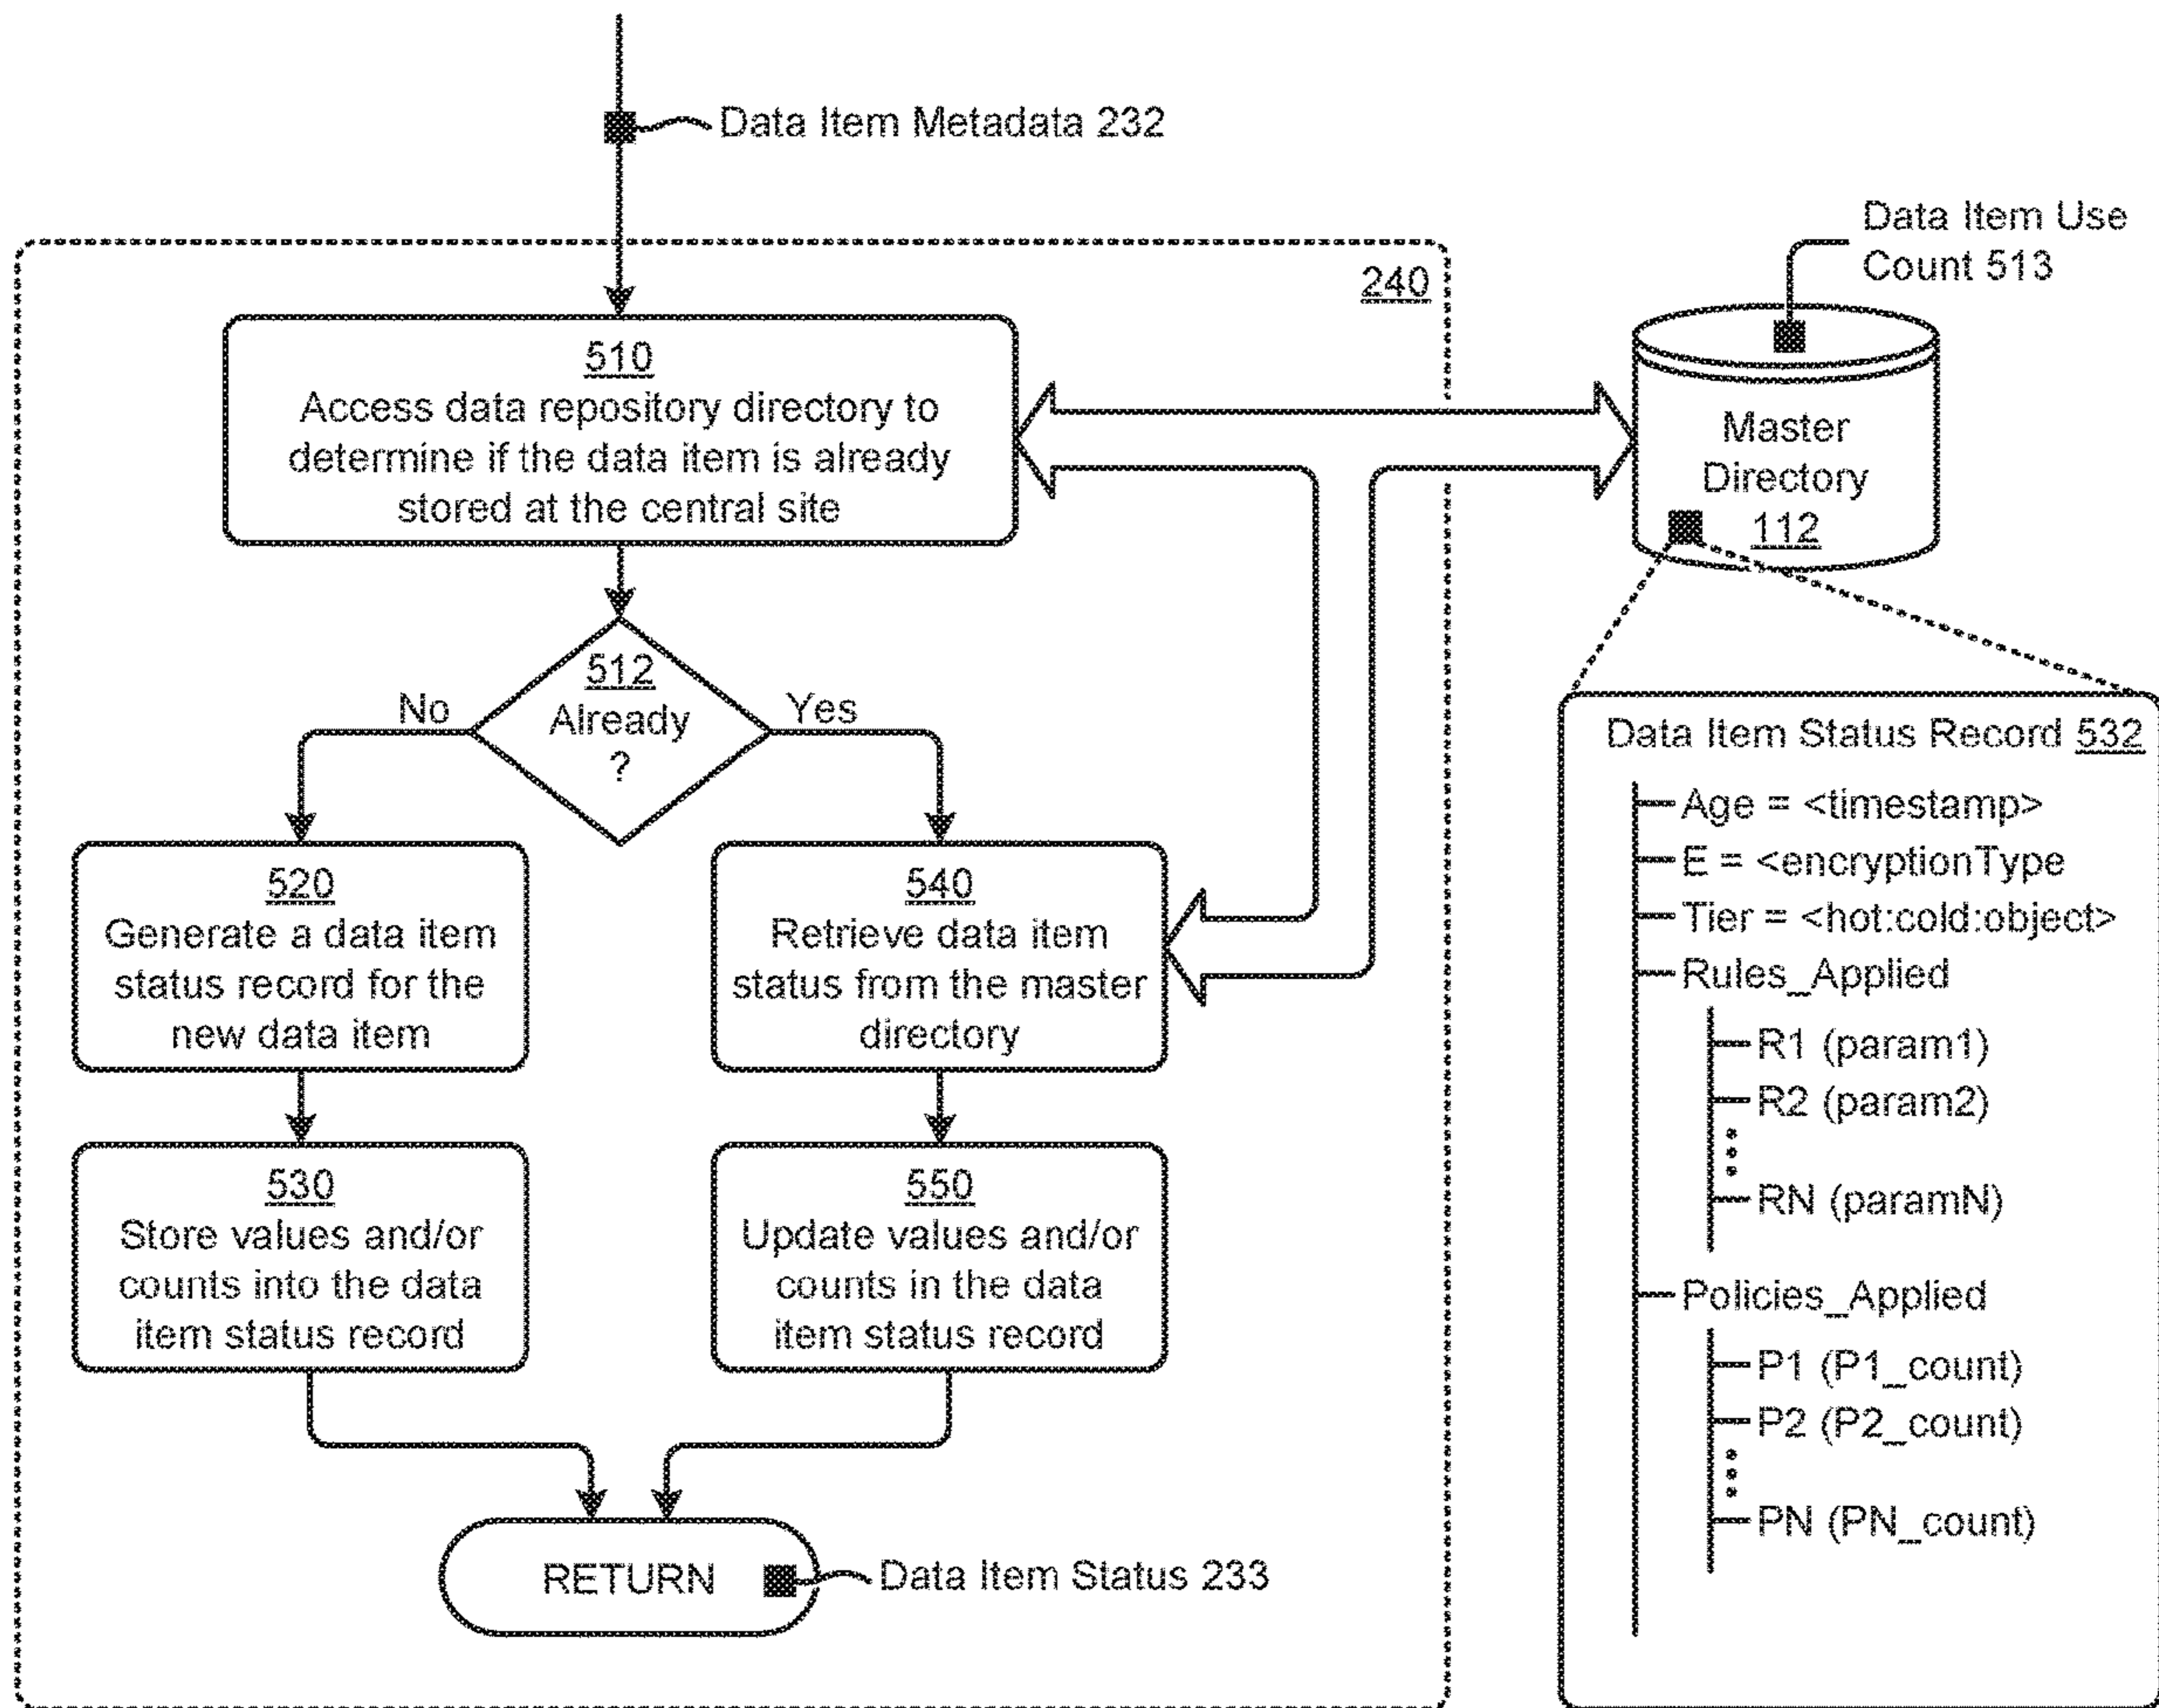 Data Item Metadata 232
Data Item Use
Count 513
240
510
Access data repository directory to
determine if the data item is already
stored at the central site
Master
Directory
112
512
Already
?
No
Yes
520
Generate a data item
status record for the
new data item
540
Retrieve data item
status from the master
directory
530
Store values and/or
counts into the data
item status record
550
Update values and/or
counts in the data
item status record
RETURN
Data Item Status 233
Data Item Status Record 532
Age = <timestamp>
E = <encryptionType
Tier = <hot:cold:object>
Rules_Applied
R1 (param1)
R2 (param2)
RN (paramN)
Policies_Applied
P1 (P1_count)
P2 (P2_count)
PN (PN_count)